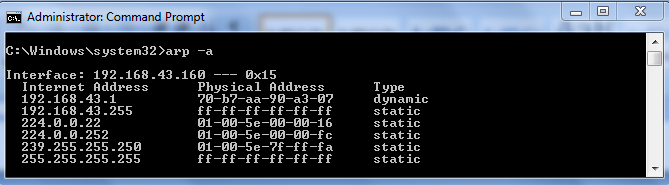 Administrator: Command Prompt
C:\Windows\system32>arp -a
Interface: 192.168.43.160 --- 0x15
Internet Address Physical Address Type
192.168.43.1 70-b7-aa-90-a3-07 dynamic
192.168.43.255 ff-ff-ff-ff-ff-ff static
224.0.0.22 01-00-5e-00-00-16 static
224.0.0.252 01-00-5e-00-00-fc static
239.255.255.250 01-00-5e-7f-ff-fa static
255.255.255.255 ff-ff-ff-ff-ff-ff static